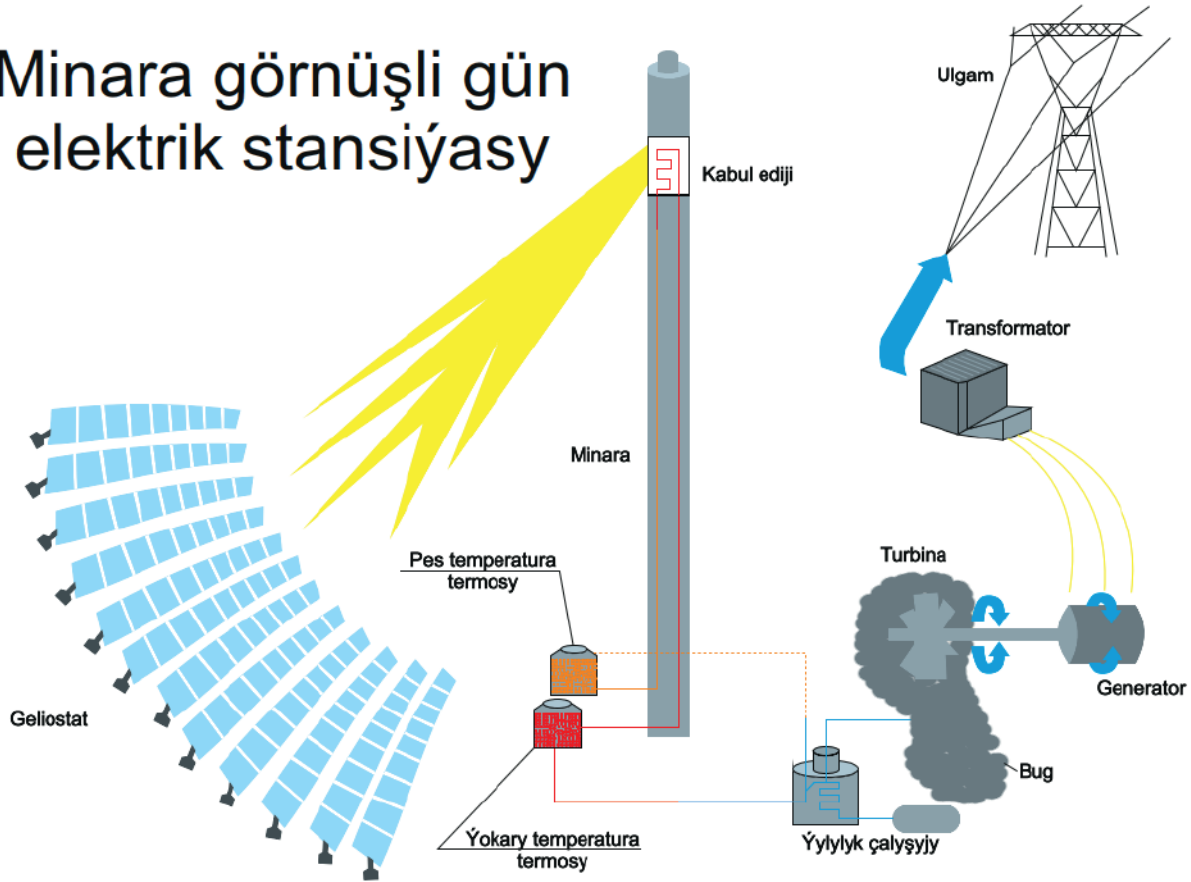 Minara görnüşli gün
elektrik stansiýasy
Ulgam
Kabul ediji
Transformator
Minara
Pes temperatura
termosy
Turbina
Generator
Geliostat
Bug
Ýokary temperatura
termosy
Ýylylyk çalyşyjy